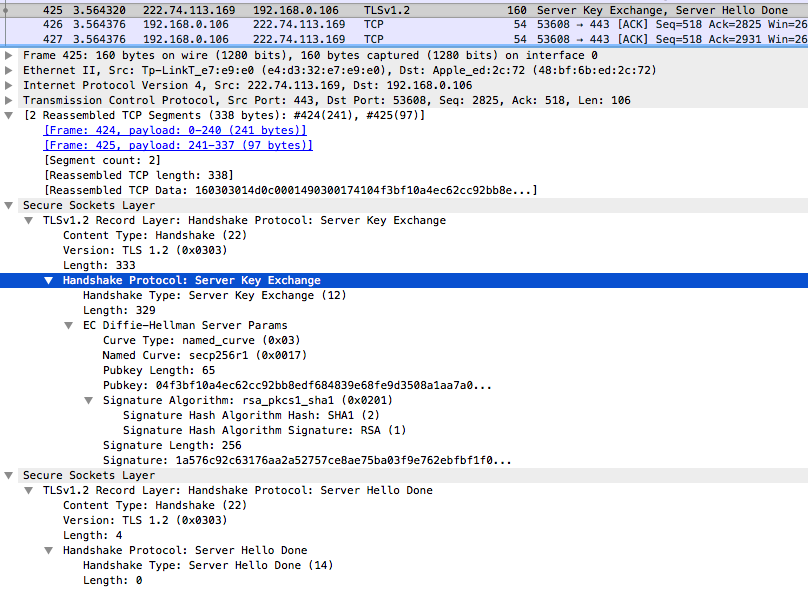 425 3.564320 222.74.113.169 192.168.0.106 TLSv1.2 160 Server Key Exchange, Server Hello Done
426 3.564376 192.168.0.106 222.74.113.169 TCP 54 53608 → 443 [ACK] Seq=518 Ack=2825 Win=26
427 3.564376 192.168.0.106 222.74.113.169 TCP 54 53608 → 443 [ACK] Seq=518 Ack=2931 Win=26
Frame 425: 160 bytes on wire (1280 bits), 160 bytes captured (1280 bits) on interface 0
Ethernet II, Src: Tp-LinkT_e7:e9:e0 (e4:d3:32:e7:e9:e0), Dst: Apple_ed:2c:72 (48:bf:6b:ed:2c:72)
Internet Protocol Version 4, Src: 222.74.113.169, Dst: 192.168.0.106
Transmission Control Protocol, Src Port: 443, Dst Port: 53608, Seq: 2825, Ack: 518, Len: 106
[2 Reassembled TCP Segments (338 bytes): #424(241), #425(97)]
[Frame: 424, payload: 0-240 (241 bytes)]
[Frame: 425, payload: 241-337 (97 bytes)]
[Segment count: 2]
[Reassembled TCP length: 338]
[Reassembled TCP Data: 160303014d0c0001490300174104f3bf10a4ec62cc92bb8e...]
Secure Sockets Layer
TLSv1.2 Record Layer: Handshake Protocol: Server Key Exchange
Content Type: Handshake (22)
Version: TLS 1.2 (0x0303)
Length: 333
Handshake Protocol: Server Key Exchange
Handshake Type: Server Key Exchange (12)
Length: 329
EC Diffie-Hellman Server Params
Curve Type: named_curve (0x03)
Named Curve: secp256r1 (0x0017)
Pubkey Length: 65
Pubkey: 04f3bf10a4ec62cc92bb8edf684839e68fe9d3508a1aa7a0...
Signature Algorithm: rsa_pkcs1_sha1 (0x0201)
Signature Hash Algorithm Hash: SHA1 (2)
Signature Hash Algorithm Signature: RSA (1)
Signature Length: 256
Signature: 1a576c92c63176aa2a52757ce8ae75ba03f9e762ebfbf1f0...
Secure Sockets Layer
TLSv1.2 Record Layer: Handshake Protocol: Server Hello Done
Content Type: Handshake (22)
Version: TLS 1.2 (0x0303)
Length: 4
Handshake Protocol: Server Hello Done
Handshake Type: Server Hello Done (14)
Length: 0